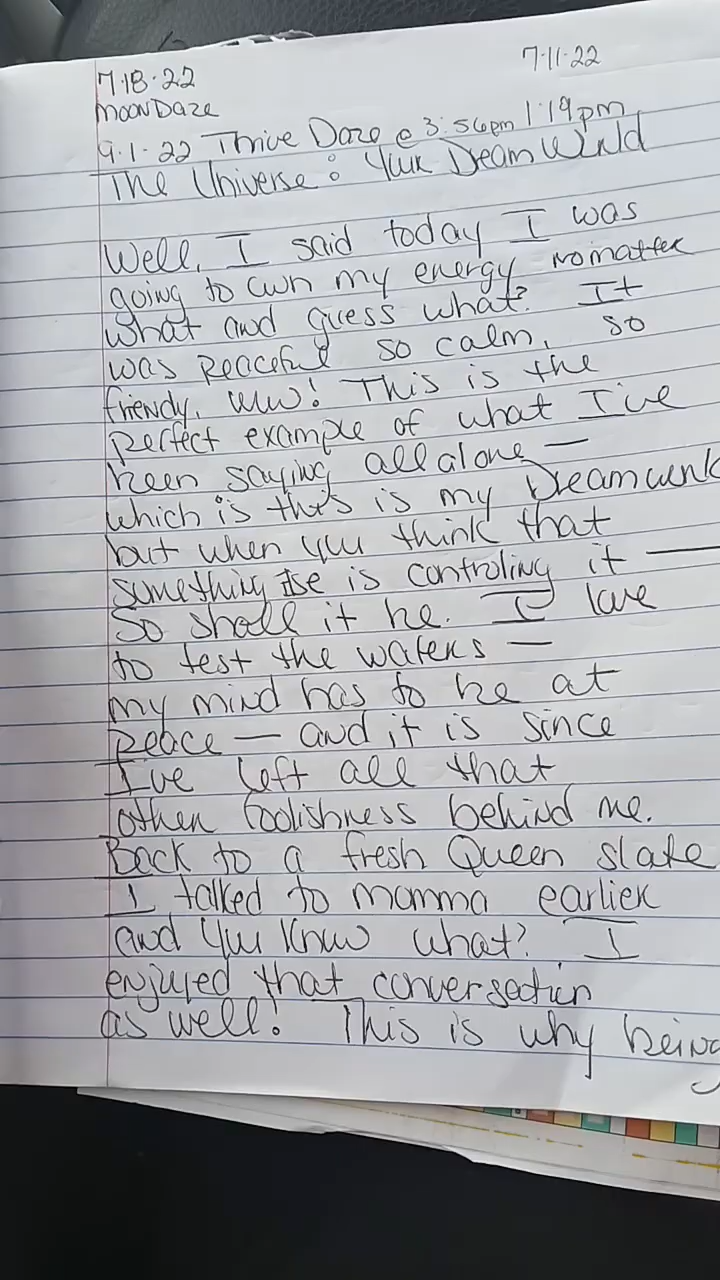 7·11·22
7·18·22
MOONDAZE
9·1·22 Thrive Daze @ 3:56pm 1:19pm
The Universe: Your Dream World
Well, I said today I was
going to own my energy no matter
what and guess what? It
was peaceful so calm, so
friendy, wow! This is the
perfect example of what I've
been saying all alone —
which is this is my Dreamworld
but when you think that
something else is controling it —
So shall it be. I love
to test the waters —
my mind has to be at
peace — and it is since
I've left all that
other foolishness behind me.
Back to a fresh Queen slate
I talked to momma earlier
and you know what? I
enjoyed that conversation
as well! This is why being